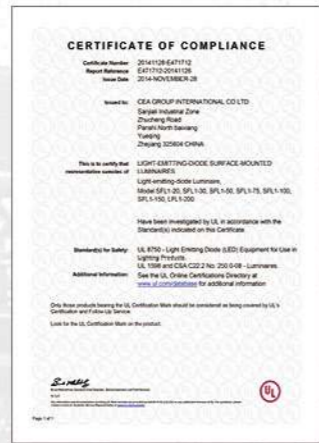 CERTIFICATE OF COMPLIANCE
Certificate Number 20141128-E471712
Report Reference E471712-20141126
Issue Date 2014-NOVEMBER-28
Issued to: CEA GROUP INTERNATIONAL CO LTD
Sanjiali Industrial Zone
Zhucheng Road
Panshi North baixiang
Yueqing
Zhejiang 325604 CHINA
This is to certify that LIGHT-EMITTING-DIODE SURFACE-MOUNTED
representative samples of LUMINAIRES
Light-emitting-diode Luminaire,
Model SFL1-20, SFL1-30, SFL1-50, SFL1-75, SFL1-100,
SFL1-150, LFL1-200
Have been investigated by UL in accordance with the
Standard(s) indicated on this Certificate
Standard(s) for Safety: UL 8750 - Light Emitting Diode (LED) Equipment for Use in
Lighting Products.
UL 1598 and CSA C22.2 No. 250.0-08 - Luminaires.
Additional Information: See the UL Online Certifications Directory at
www.ul.com/database for additional information
Only those products bearing the UL Certification Mark should be considered as being covered by UL's
Certification and Follow-Up Service.
Look for the UL Certification Mark on the product.
UL
Page 1 of 1